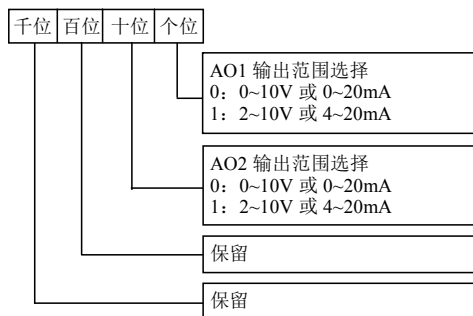 千位 百位 十位 个位
AO1 输出范围选择
0：0~10V 或 0~20mA
1：2~10V 或 4~20mA
AO2 输出范围选择
0：0~10V 或 0~20mA
1：2~10V 或 4~20mA
保留
保留